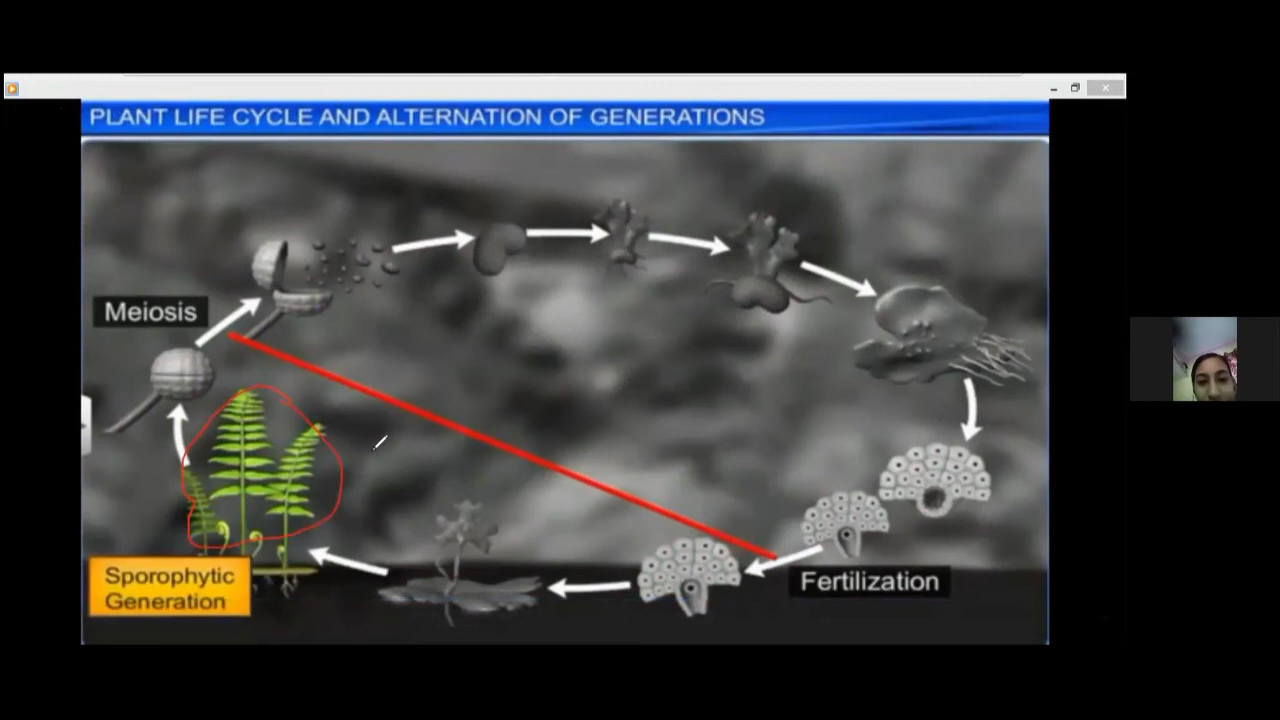 PLANT LIFE CYCLE AND ALTERNATION OF GENERATIONS
Meiosis
Sporophytic
Generation
Fertilization